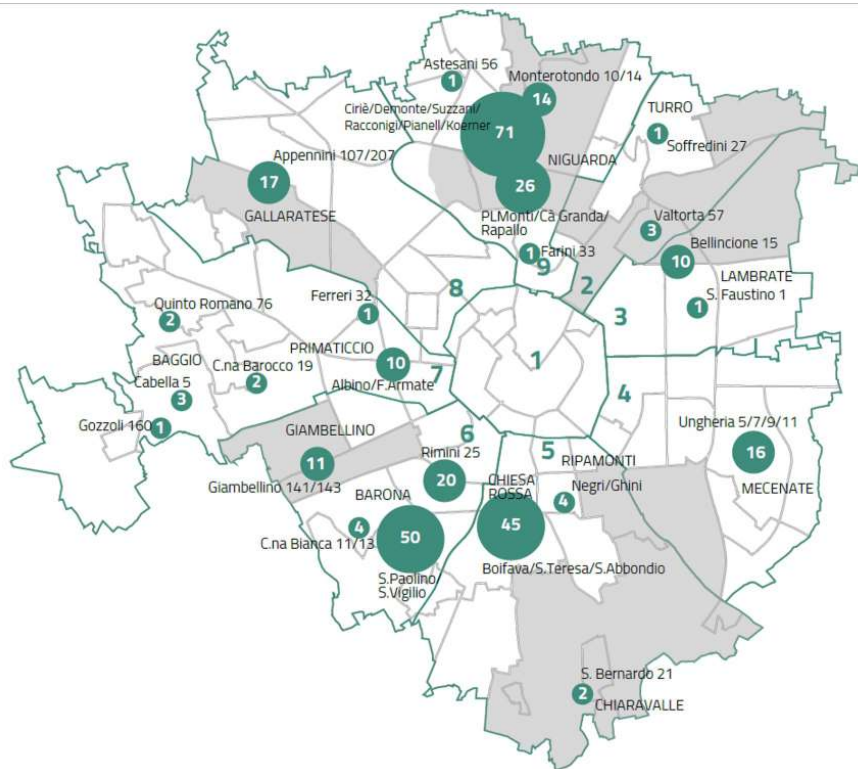 Astesani 56
1
Monterotondo 10/14
14
Ciriè/Demonte/Suzzani/
Racconigi/Pianell/Koerner
71
TURRO
1
Soffredini 27
NIGUARDA
Appennini 107/207
17
GALLARATESE
26
Pl.Monti/Cà Granda/
Rapallo
Valtorta 57
3
Bellincione 15
10
1
Farini 33
9
2
LAMBRATE
S. Faustino 1
1
8
3
Quinto Romano 76
2
Ferreri 32
1
PRIMATICCIO
10
Albino/F.Armate
7
1
4
BAGGIO
C.na Barocco 19
2
Cabella 5
3
Gozzoli 160
1
Ungheria 5/7/9/11
16
MECENATE
GIAMBELLINO
11
Giambellino 141/143
6
Rimini 25
20
5
RIPAMONTI
Negri/Ghini
4
CHIESA
ROSSA
45
Boifava/S.Teresa/S.Abbondio
BARONA
4
C.na Bianca 11/13
50
S.Paolino/
S.Vigilio
S. Bernardo 21
2
CHIARAVALLE